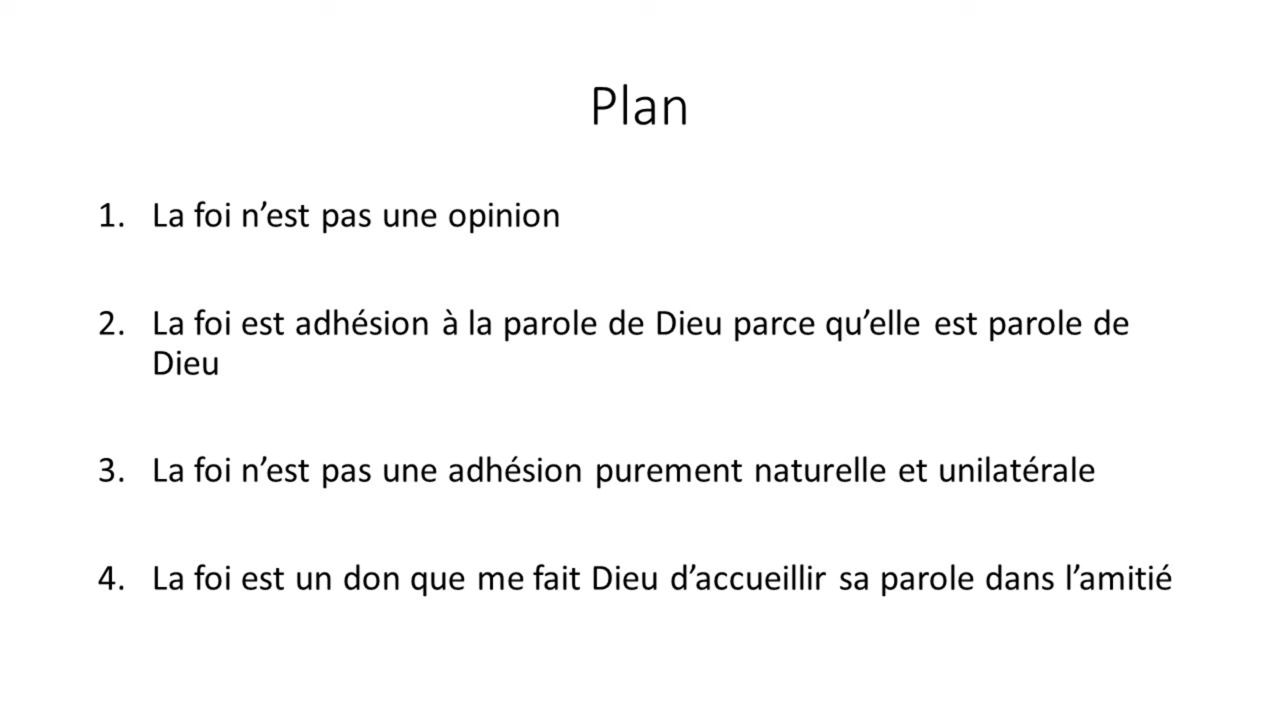 Plan
1. La foi n’est pas une opinion
2. La foi est adhésion à la parole de Dieu parce qu’elle est parole de
Dieu
3. La foi n’est pas une adhésion purement naturelle et unilatérale
4. La foi est un don que me fait Dieu d’accueillir sa parole dans l’amitié